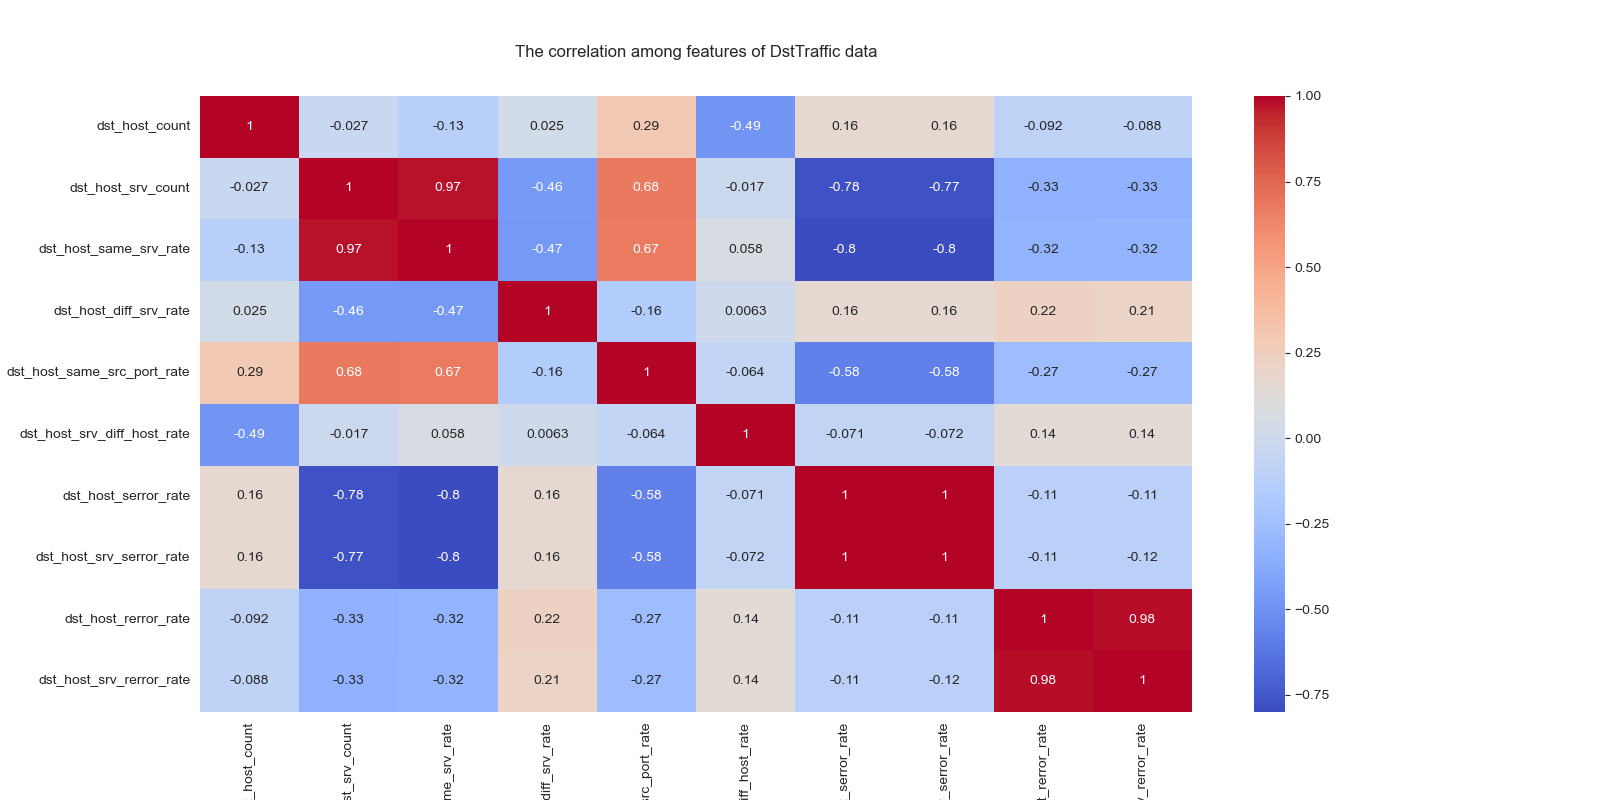 The correlation among features of DstTraffic data
dst_host_count 1 -0.027 -0.13 0.025 0.29 -0.49 0.16 0.16 -0.092 -0.088
dst_host_srv_count -0.027 1 0.97 -0.46 0.68 -0.017 -0.78 -0.77 -0.33 -0.33
dst_host_same_srv_rate -0.13 0.97 1 -0.47 0.67 0.058 -0.8 -0.8 -0.32 -0.32
dst_host_diff_srv_rate 0.025 -0.46 -0.47 1 -0.16 0.0063 0.16 0.16 0.22 0.21
dst_host_same_src_port_rate 0.29 0.68 0.67 -0.16 1 -0.064 -0.58 -0.58 -0.27 -0.27
dst_host_srv_diff_host_rate -0.49 -0.017 0.058 0.0063 -0.064 1 -0.071 -0.072 0.14 0.14
dst_host_serror_rate 0.16 -0.78 -0.8 0.16 -0.58 -0.071 1 1 -0.11 -0.11
dst_host_srv_serror_rate 0.16 -0.77 -0.8 0.16 -0.58 -0.072 1 1 -0.11 -0.12
dst_host_rerror_rate -0.092 -0.33 -0.32 0.22 -0.27 0.14 -0.11 -0.11 1 0.98
dst_host_srv_rerror_rate -0.088 -0.33 -0.32 0.21 -0.27 0.14 -0.11 -0.12 0.98 1
_host_count
st_srv_count
me_srv_rate
diff_srv_rate
src_port_rate
iff_host_rate
_serror_rate
_serror_rate
t_rerror_rate
v_rerror_rate
1.00
0.75
0.50
0.25
0.00
−0.25
−0.50
−0.75